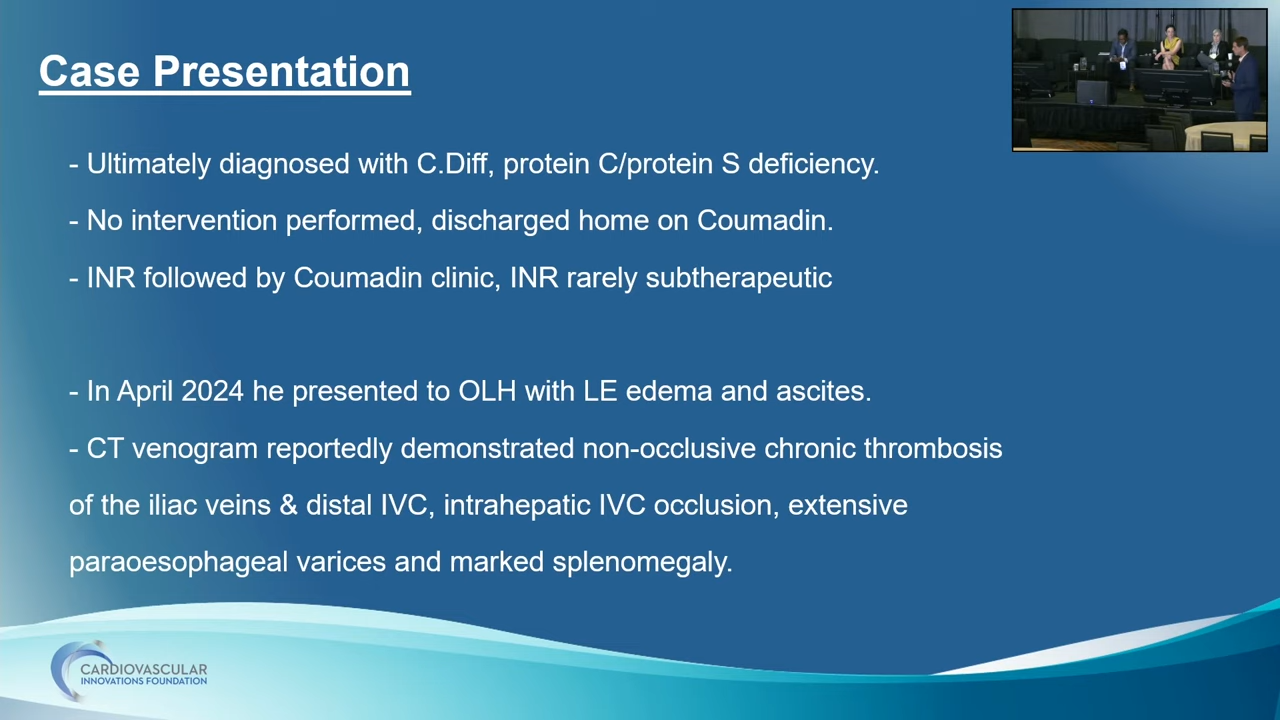 Case Presentation
- Ultimately diagnosed with C.Diff, protein C/protein S deficiency.
- No intervention performed, discharged home on Coumadin.
- INR followed by Coumadin clinic, INR rarely subtherapeutic
- In April 2024 he presented to OLH with LE edema and ascites.
- CT venogram reportedly demonstrated non-occlusive chronic thrombosis
of the iliac veins & distal IVC, intrahepatic IVC occlusion, extensive
paraoesophageal varices and marked splenomegaly.
CARDIOVASCULAR
INNOVATIONS FOUNDATION